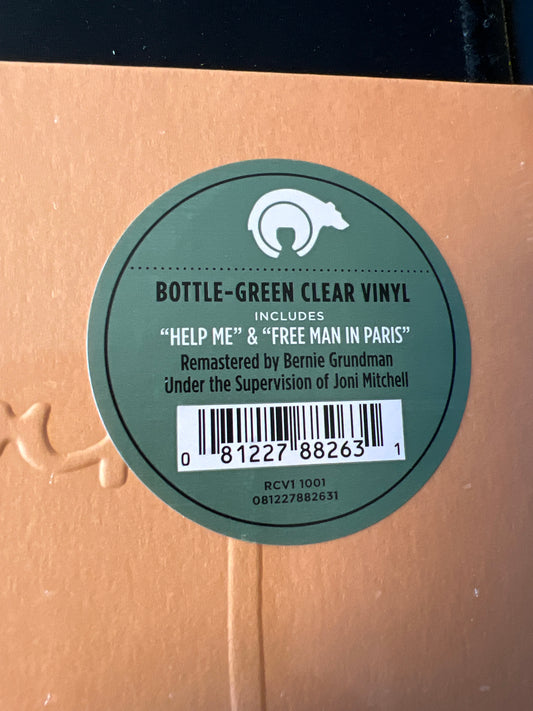 BOTTLE-GREEN CLEAR VINYL
INCLUDES
“HELP ME” & “FREE MAN IN PARIS”
Remastered by Bernie Grundman
Under the Supervision of Joni Mitchell
0 81227 88263 1
RCV1 1001
081227882631